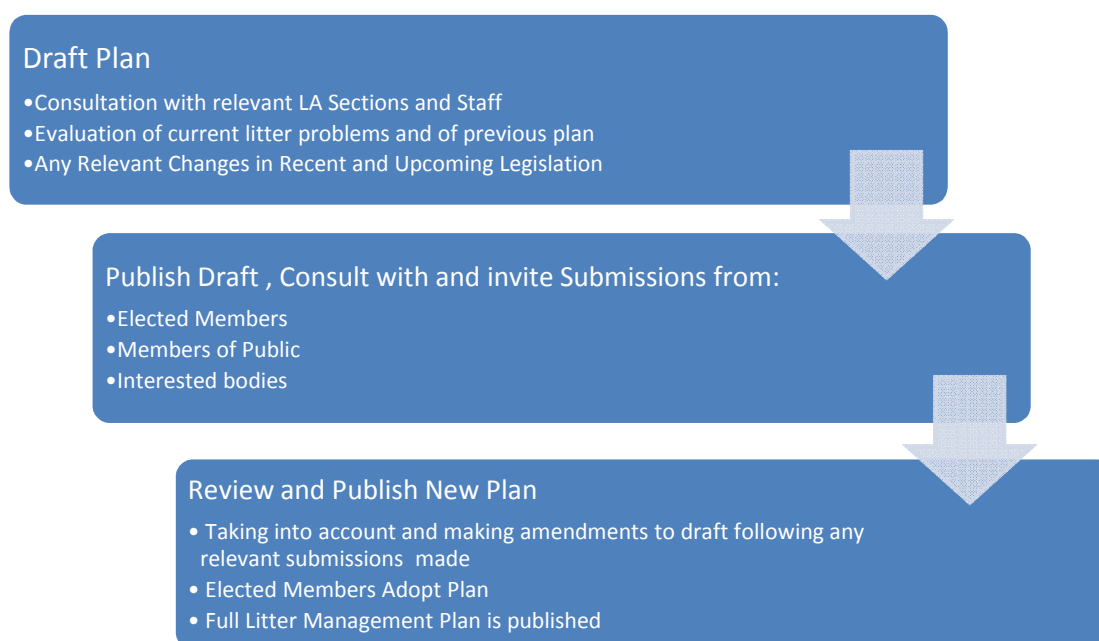 Draft Plan
•Consultation with relevant LA Sections and Staff
•Evaluation of current litter problems and of previous plan
•Any Relevant Changes in Recent and Upcoming Legislation
Publish Draft , Consult with and invite Submissions from:
•Elected Members
•Members of Public
•Interested bodies
Review and Publish New Plan
• Taking into account and making amendments to draft following any
relevant submissions  made
• Elected Members Adopt Plan
• Full Litter Management Plan is published